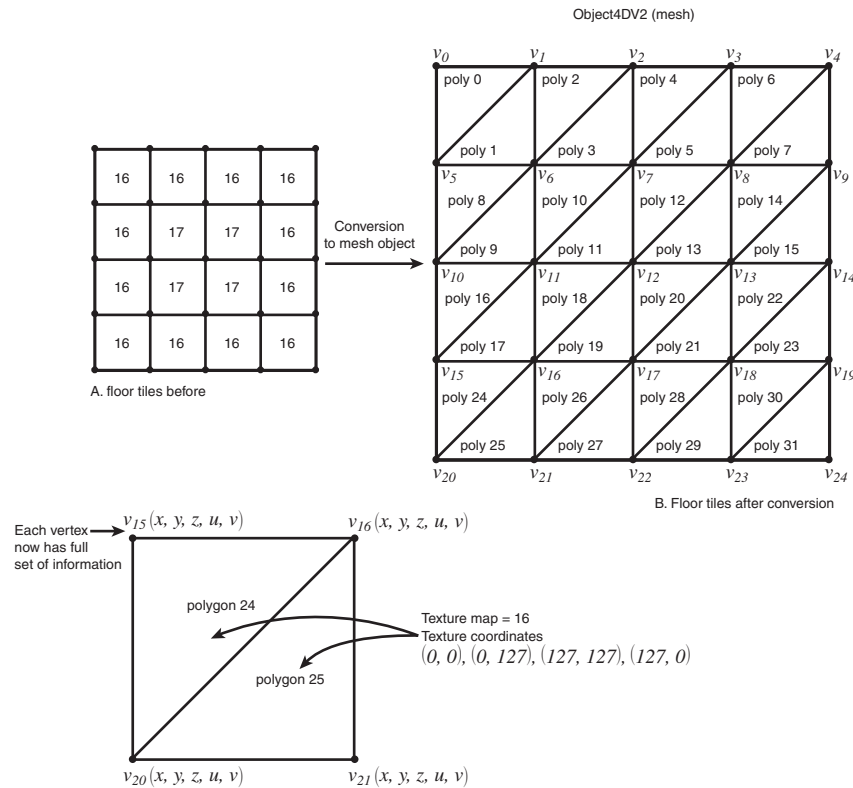 Object4DV2 (mesh)
v0 v1 v2 v3 v4
poly 0 poly 2 poly 4 poly 6
poly 1 poly 3 poly 5 poly 7
v5 v6 v7 v8 v9
poly 8 poly 10 poly 12 poly 14
poly 9 poly 11 poly 13 poly 15
v10 v11 v12 v13 v14
poly 16 poly 18 poly 20 poly 22
poly 17 poly 19 poly 21 poly 23
v15 v16 v17 v18 v19
poly 24 poly 26 poly 28 poly 30
poly 25 poly 27 poly 29 poly 31
v20 v21 v22 v23 v24
B. Floor tiles after conversion
16 16 16 16
16 17 17 16
16 17 17 16
16 16 16 16
A. floor tiles before
Conversion
to mesh object
Each vertex
now has full
set of information
v15(x, y, z, u, v) v16(x, y, z, u, v)
polygon 24
polygon 25
Texture map = 16
Texture coordinates
(0, 0), (0, 127), (127, 127), (127, 0)
v20(x, y, z, u, v) v21(x, y, z, u, v)